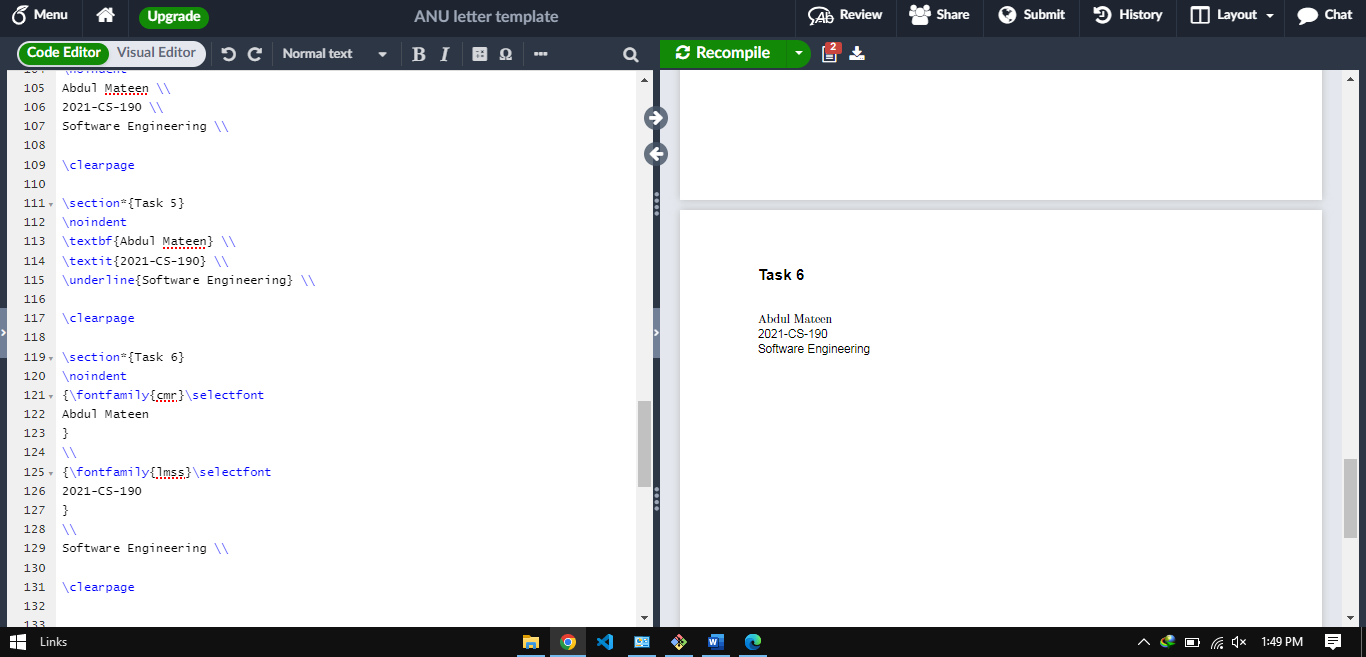 Menu
Upgrade
ANU letter template
Review
Share
Submit
History
Layout
Chat
Code Editor
Visual Editor
Normal text
B I
Ω
Recompile
2
104 \noindent
105 Abdul Mateen \\
106 2021-CS-190 \\
107 Software Engineering \\
108
109 \clearpage
110
111 \section*{Task 5}
112 \noindent
113 \textbf{Abdul Mateen} \\
114 \textit{2021-CS-190} \\
115 \underline{Software Engineering} \\
116
117 \clearpage
118
119 \section*{Task 6}
120 \noindent
121 {\fontfamily{cmr}\selectfont
122 Abdul Mateen
123 }
124 \\
125 {\fontfamily{lmss}\selectfont
126 2021-CS-190
127 }
128 \\
129 Software Engineering \\
130
131 \clearpage
132
133
Task 6
Abdul Mateen
2021-CS-190
Software Engineering
Links
1:49 PM